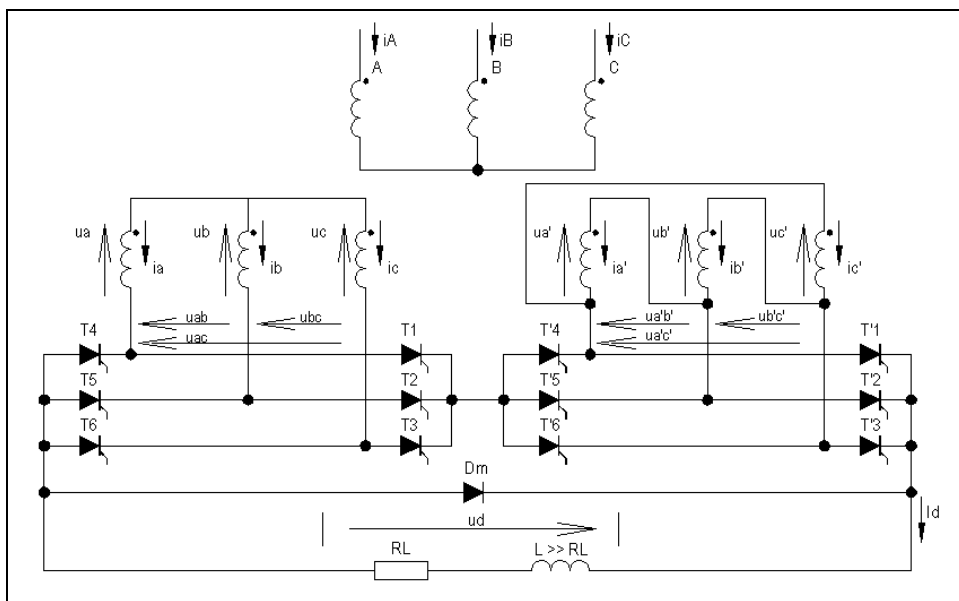 iA iB iC
A B C
ua ub uc ua' ub' uc'
ia ib ic ia' ib' ic'
uab ubc ua'b' ub'c'
uac ua'c'
T4 T1 T'4 T'1
T5 T2 T'5 T'2
T6 T3 T'6 T'3
Dm
ud Id
RL L >> RL